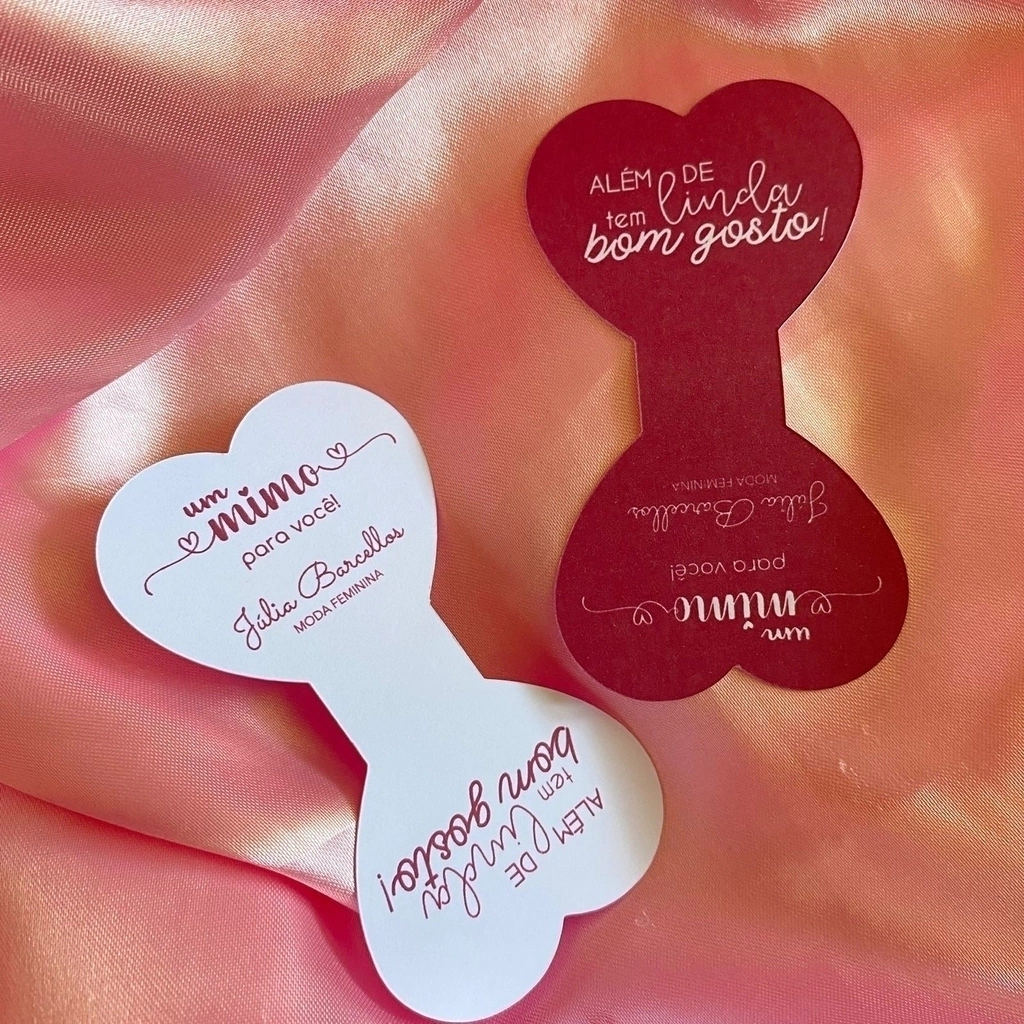 ALÉM DE
linda
tem
bom gosto!
um
mimo
para você!
Júlia Barcellos
MODA FEMININA
um
mimo
para você!
Júlia Barcellos
MODA FEMININA
ALÉM DE
linda
tem
bom gosto!